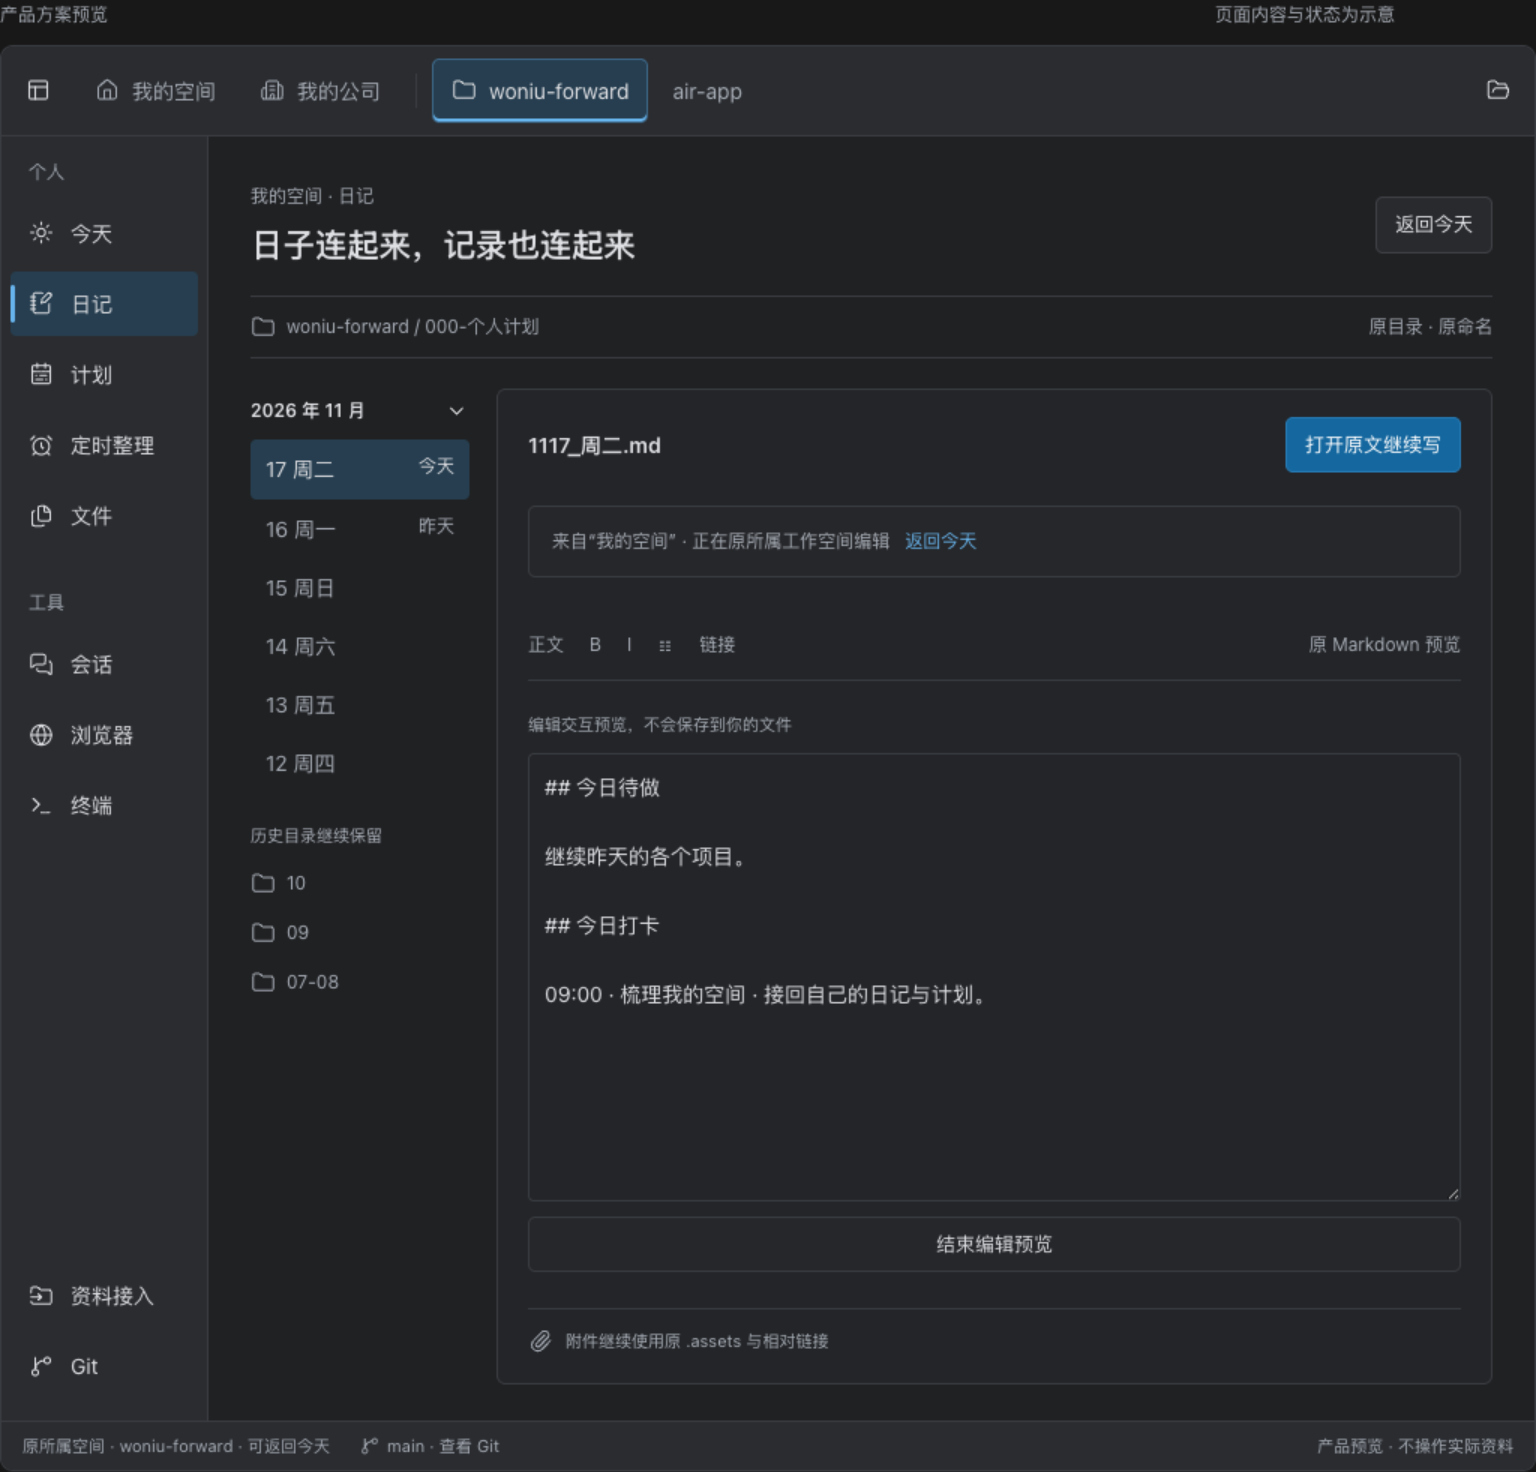 产品方案预览
页面内容与状态为示意
我的空间
我的公司
woniu-forward
air-app
个人
今天
日记
计划
定时整理
文件
工具
会话
浏览器
终端
资料接入
Git
我的空间 · 日记
日子连起来，记录也连起来
返回今天
woniu-forward / 000-个人计划
原目录 · 原命名
2026 年 11 月
17 周二 今天
16 周一 昨天
15 周日
14 周六
13 周五
12 周四
历史目录继续保留
10
09
07-08
1117_周二.md
打开原文继续写
来自“我的空间” · 正在原所属工作空间编辑 返回今天
正文 B I 链接
原 Markdown 预览
编辑交互预览，不会保存到你的文件
## 今日待做
继续昨天的各个项目。
## 今日打卡
09:00 · 梳理我的空间 · 接回自己的日记与计划。
结束编辑预览
附件继续使用原 .assets 与相对链接
原所属空间 · woniu-forward · 可返回今天
main · 查看 Git
产品预览 · 不操作实际资料